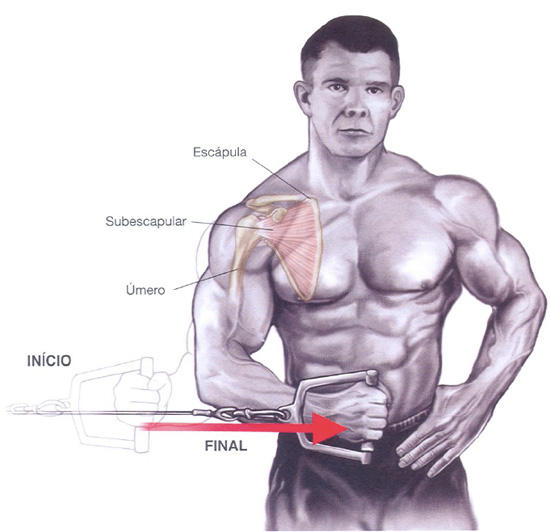 Escápula
Subescapular
Úmero
INÍCIO
FINAL